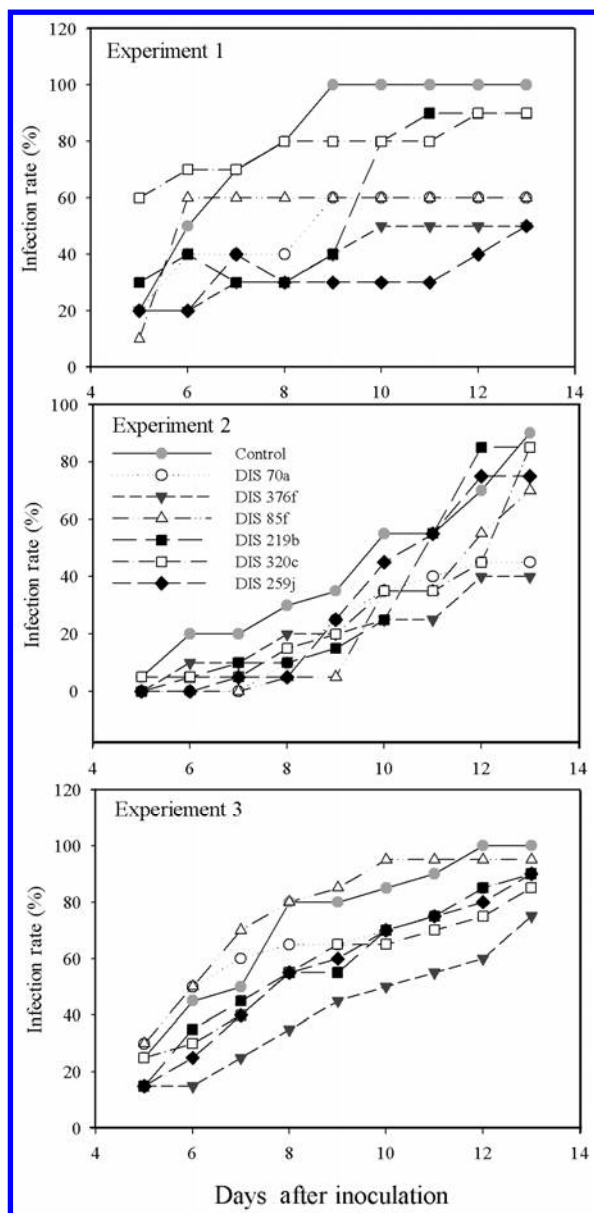 Experiment 1
Infection rate (%)
120
100
80
60
40
20
0
4 6 8 10 12 14
Experiment 2
Control
DIS 70a
DIS 376f
DIS 85f
DIS 219b
DIS 320c
DIS 259j
Infection rate (%)
100
80
60
40
20
0
4 6 8 10 12 14
Experiement 3
Infection rate (%)
120
100
80
60
40
20
0
4 6 8 10 12 14
Days after inoculation